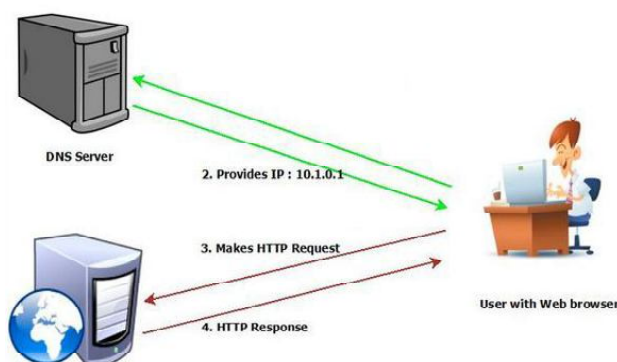 DNS Server
2. Provides IP : 10.1.0.1
3. Makes HTTP Request
User with Web browser
4. HTTP Response